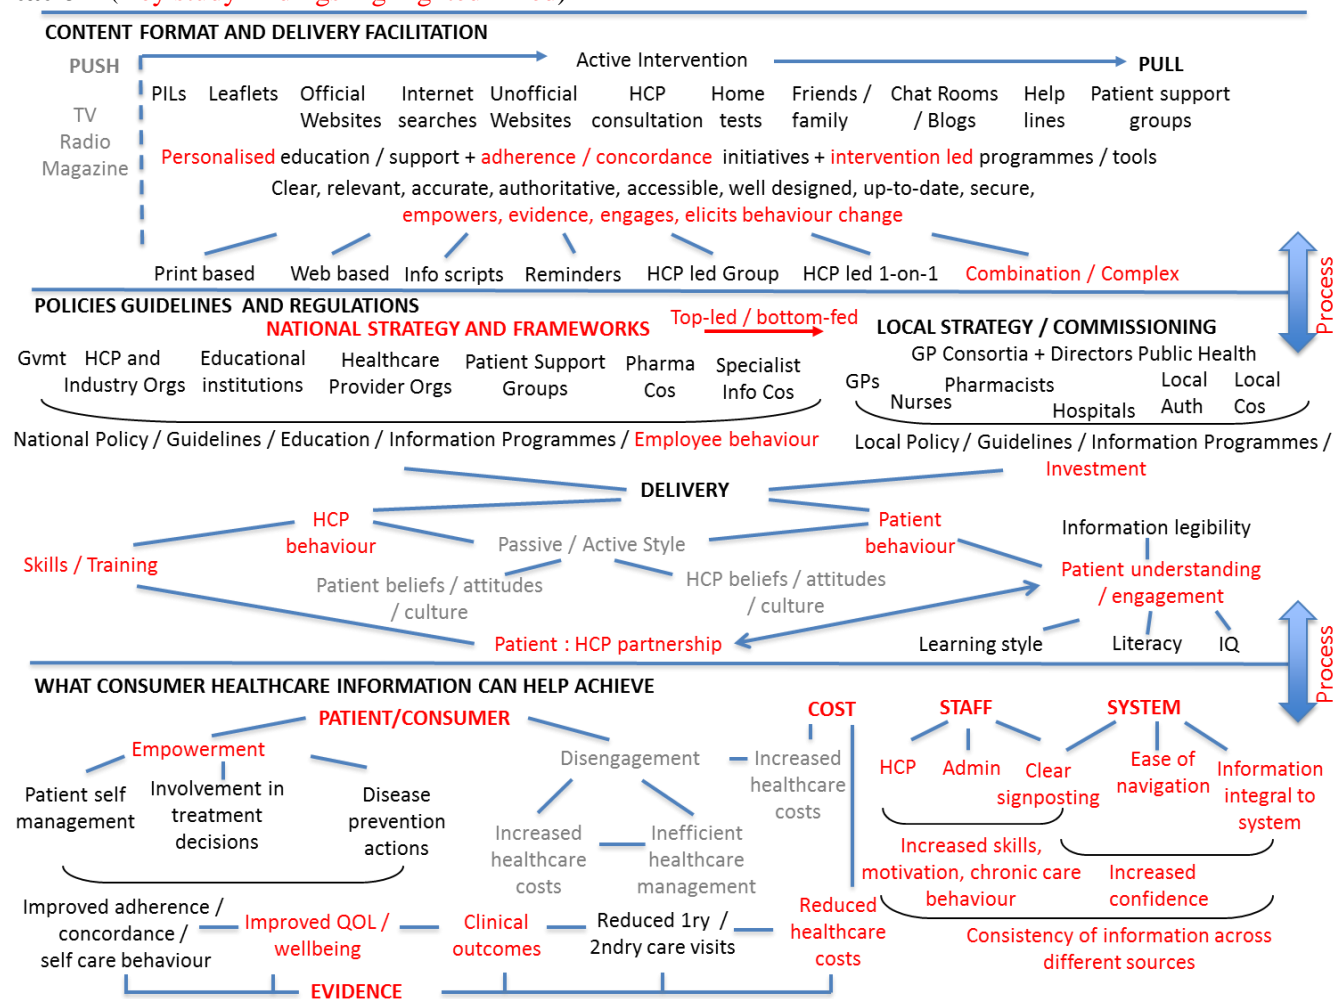 CONTENT FORMAT AND DELIVERY FACILITATION
PUSH
Active Intervention
PULL
TV
Radio
Magazine
PILs
Leaflets
Official
Websites
Internet
searches
Unofficial
Websites
HCP
consultation
Home
tests
Friends /
family
Chat Rooms
/ Blogs
Help
lines
Patient support
groups
Personalised education / support + adherence / concordance initiatives + intervention led programmes / tools
Clear, relevant, accurate, authoritative, accessible, well designed, up-to-date, secure,
empowers, evidence, engages, elicits behaviour change
Print based
Web based
Info scripts
Reminders
HCP led Group
HCP led 1-on-1
Combination / Complex
Process
POLICIES GUIDELINES AND REGULATIONS
NATIONAL STRATEGY AND FRAMEWORKS
Top-led / bottom-fed
LOCAL STRATEGY / COMMISSIONING
GP Consortia + Directors Public Health
Gvmt
HCP and
Industry Orgs
Educational
institutions
Healthcare
Provider Orgs
Patient Support
Groups
Pharma
Cos
Specialist
Info Cos
GPs
Nurses
Pharmacists
Hospitals
Local
Auth
Local
Cos
National Policy / Guidelines / Education / Information Programmes / Employee behaviour
Local Policy / Guidelines / Information Programmes /
Investment
DELIVERY
HCP
behaviour
Patient
behaviour
Skills / Training
Passive / Active Style
Patient beliefs / attitudes
/ culture
HCP beliefs / attitudes
/ culture
Information legibility
Patient understanding
/ engagement
Patient : HCP partnership
Learning style
Literacy
IQ
Process
WHAT CONSUMER HEALTHCARE INFORMATION CAN HELP ACHIEVE
PATIENT/CONSUMER
COST
STAFF
SYSTEM
Empowerment
Disengagement
Increased
healthcare
costs
HCP
Admin
Clear
signposting
Ease of
navigation
Information
integral to
system
Patient self
management
Involvement in
treatment
decisions
Disease
prevention
actions
Increased
healthcare
costs
Inefficient
healthcare
management
Increased skills,
motivation, chronic care
behaviour
Increased
confidence
Improved adherence /
concordance /
self care behaviour
Improved QOL /
wellbeing
Clinical
outcomes
Reduced 1ry /
2ndry care visits
Reduced
healthcare
costs
Consistency of information across
different sources
EVIDENCE